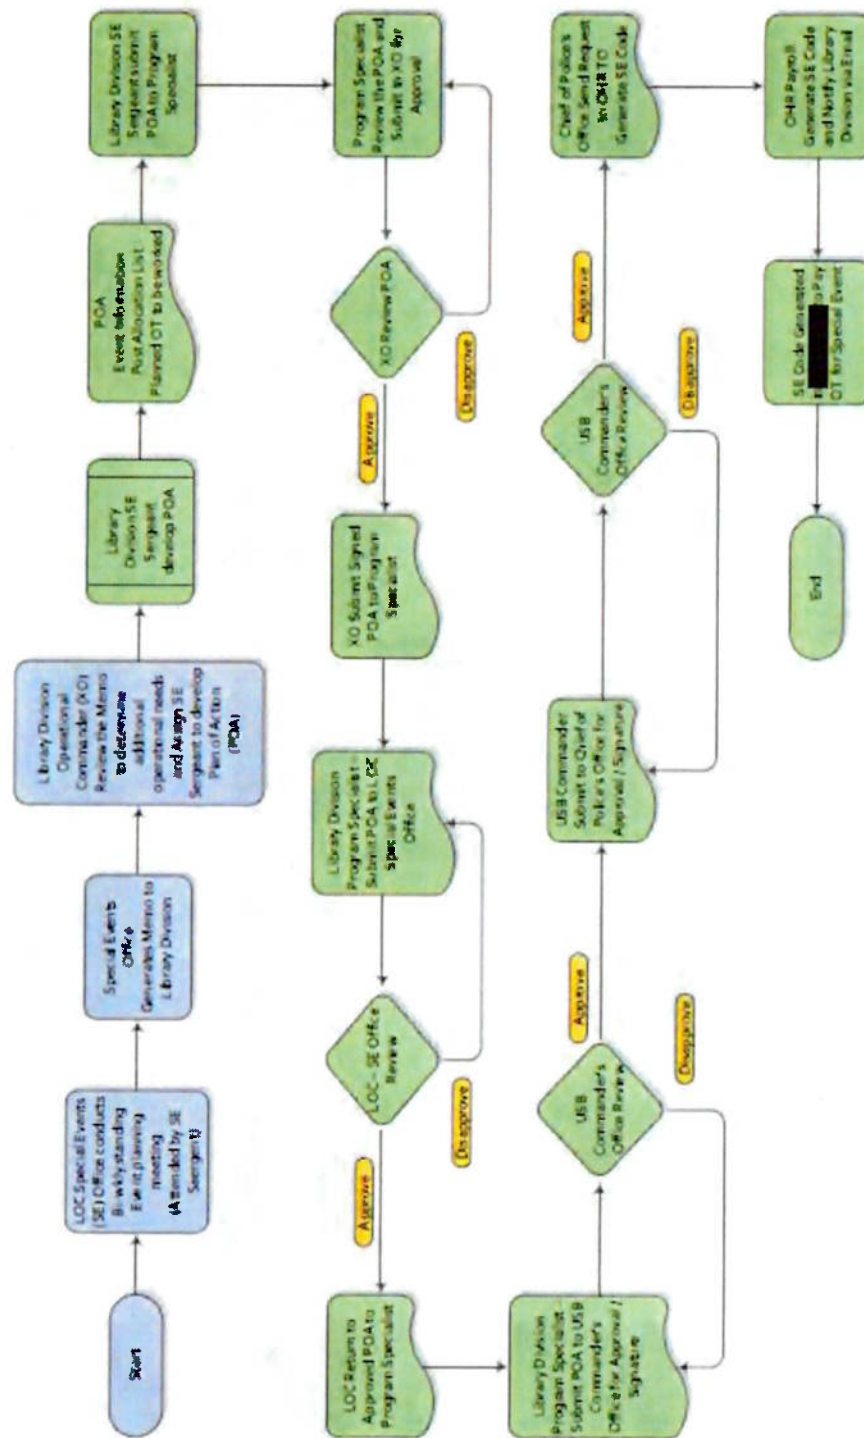 Start
LOC Special Events
(SE) Office conducts
Bi-wkly standing
Event planning
meeting
(Attended by SE
Special Events
Office
Generates Memo to
Library Division
Library Division
Operational
Commander (XO)
Review the Memo
to determine
additional
operational needs
and Assign SE
Sergeant to develop
Plan of Action
(POA)
Library
Division SE
Sergeant
develop POA
POA
Event Information
Post Allocation List
Planned OT to be worked
Library Division SE
Sergeant submit
POA to Program
Specialist
Program Specialist
Review the POA and
Submit to XO for
Approval
XO Review POA
Disapprove
Approve
XO Submit Signed
POA to Program
Specialist
Library Division
Program Specialist -
Submit POA to LOC
Special Events
Office
LOC - SE Office
Review
Disapprove
Approve
LOC Return to
Approved POA to
Program Specialist
Library Division
Program Specialist -
Submit POA to USB
Commander's
Office for Approval /
Signature
USB
Commander's
Office Review
Disapprove
Approve
USB Commander
Submit to Chief of
Police's Office for
Approval / Signature
USB
Commander's
Office Review
Disapprove
Approve
Chief of Police's
Office Send Request
to OHR TO
Generate SE Code
OHR Payroll
Generate SE Code
and Notify Library
Division via Email
SE Code Generated
to Pay
OT for Special Event
End